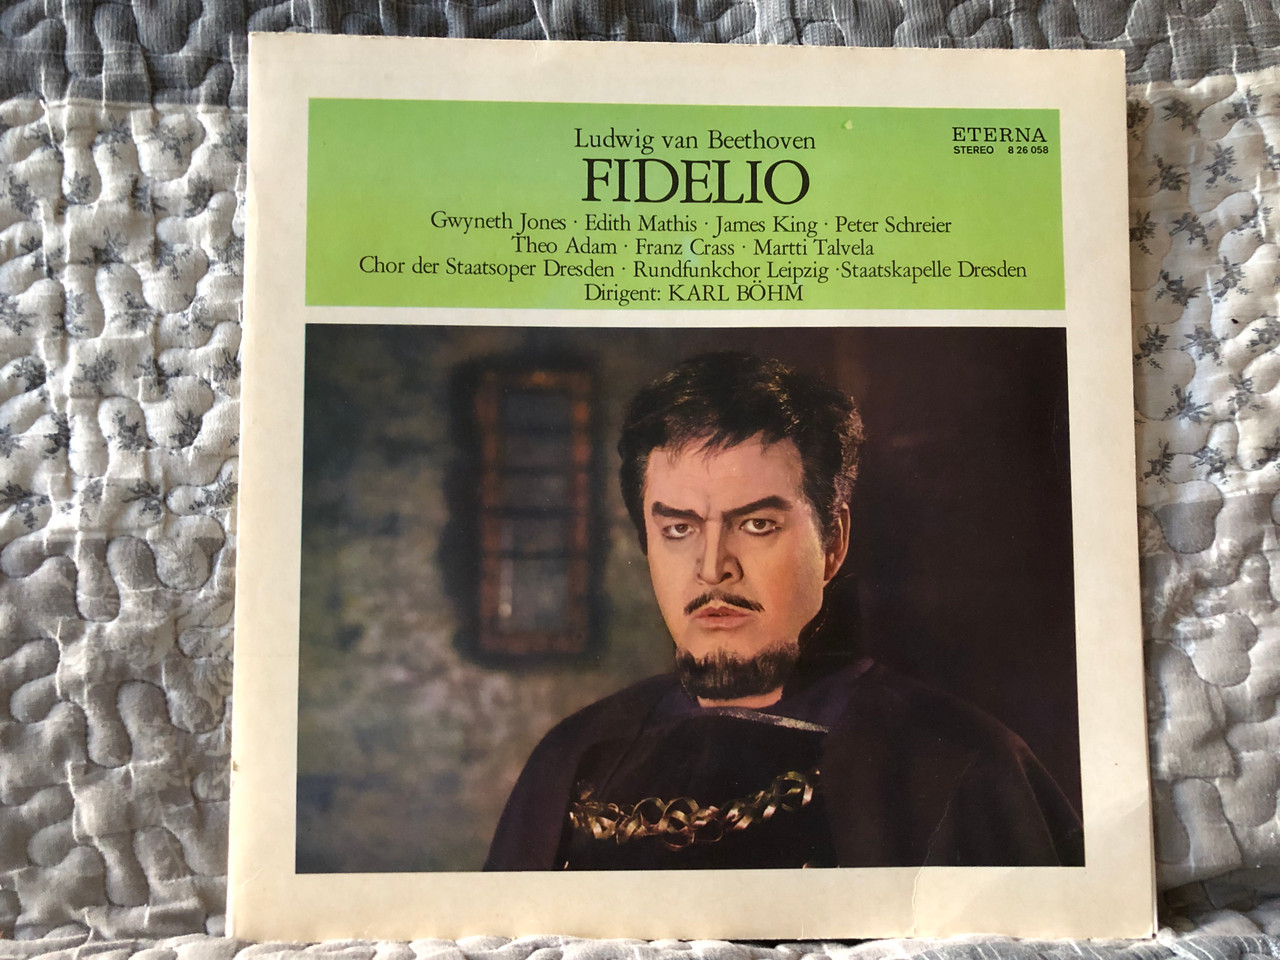 Ludwig van Beethoven
FIDELIO
ETERNA
STEREO 8 26 058
Gwyneth Jones · Edith Mathis · James King · Peter Schreier
Theo Adam · Franz Crass · Martti Talvela
Chor der Staatsoper Dresden · Rundfunkchor Leipzig · Staatskapelle Dresden
Dirigent: KARL BÖHM